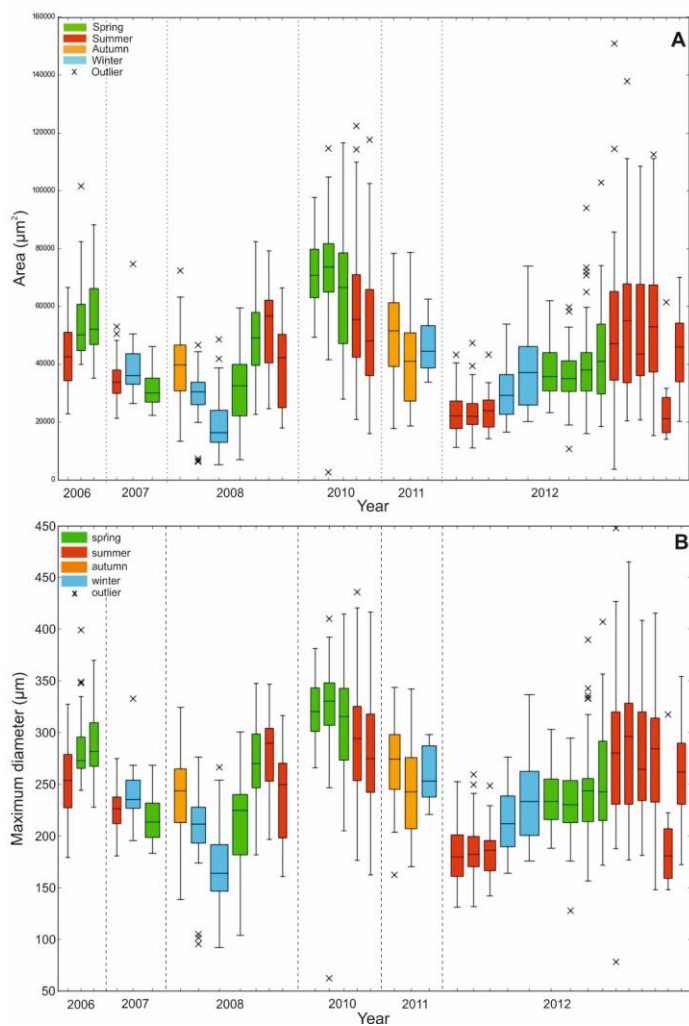 160000
Spring
Summer
Autumn
Winter
× Outlier
A
140000
120000
100000
80000
60000
40000
20000
0
Area (µm²)
2006 2007 2008 2010 2011 2012
Year
450
spring
summer
autumn
winter
× outlier
B
450
400
350
300
250
200
150
100
50
Maximum diameter (µm)
2006 2007 2008 2010 2011 2012
Year